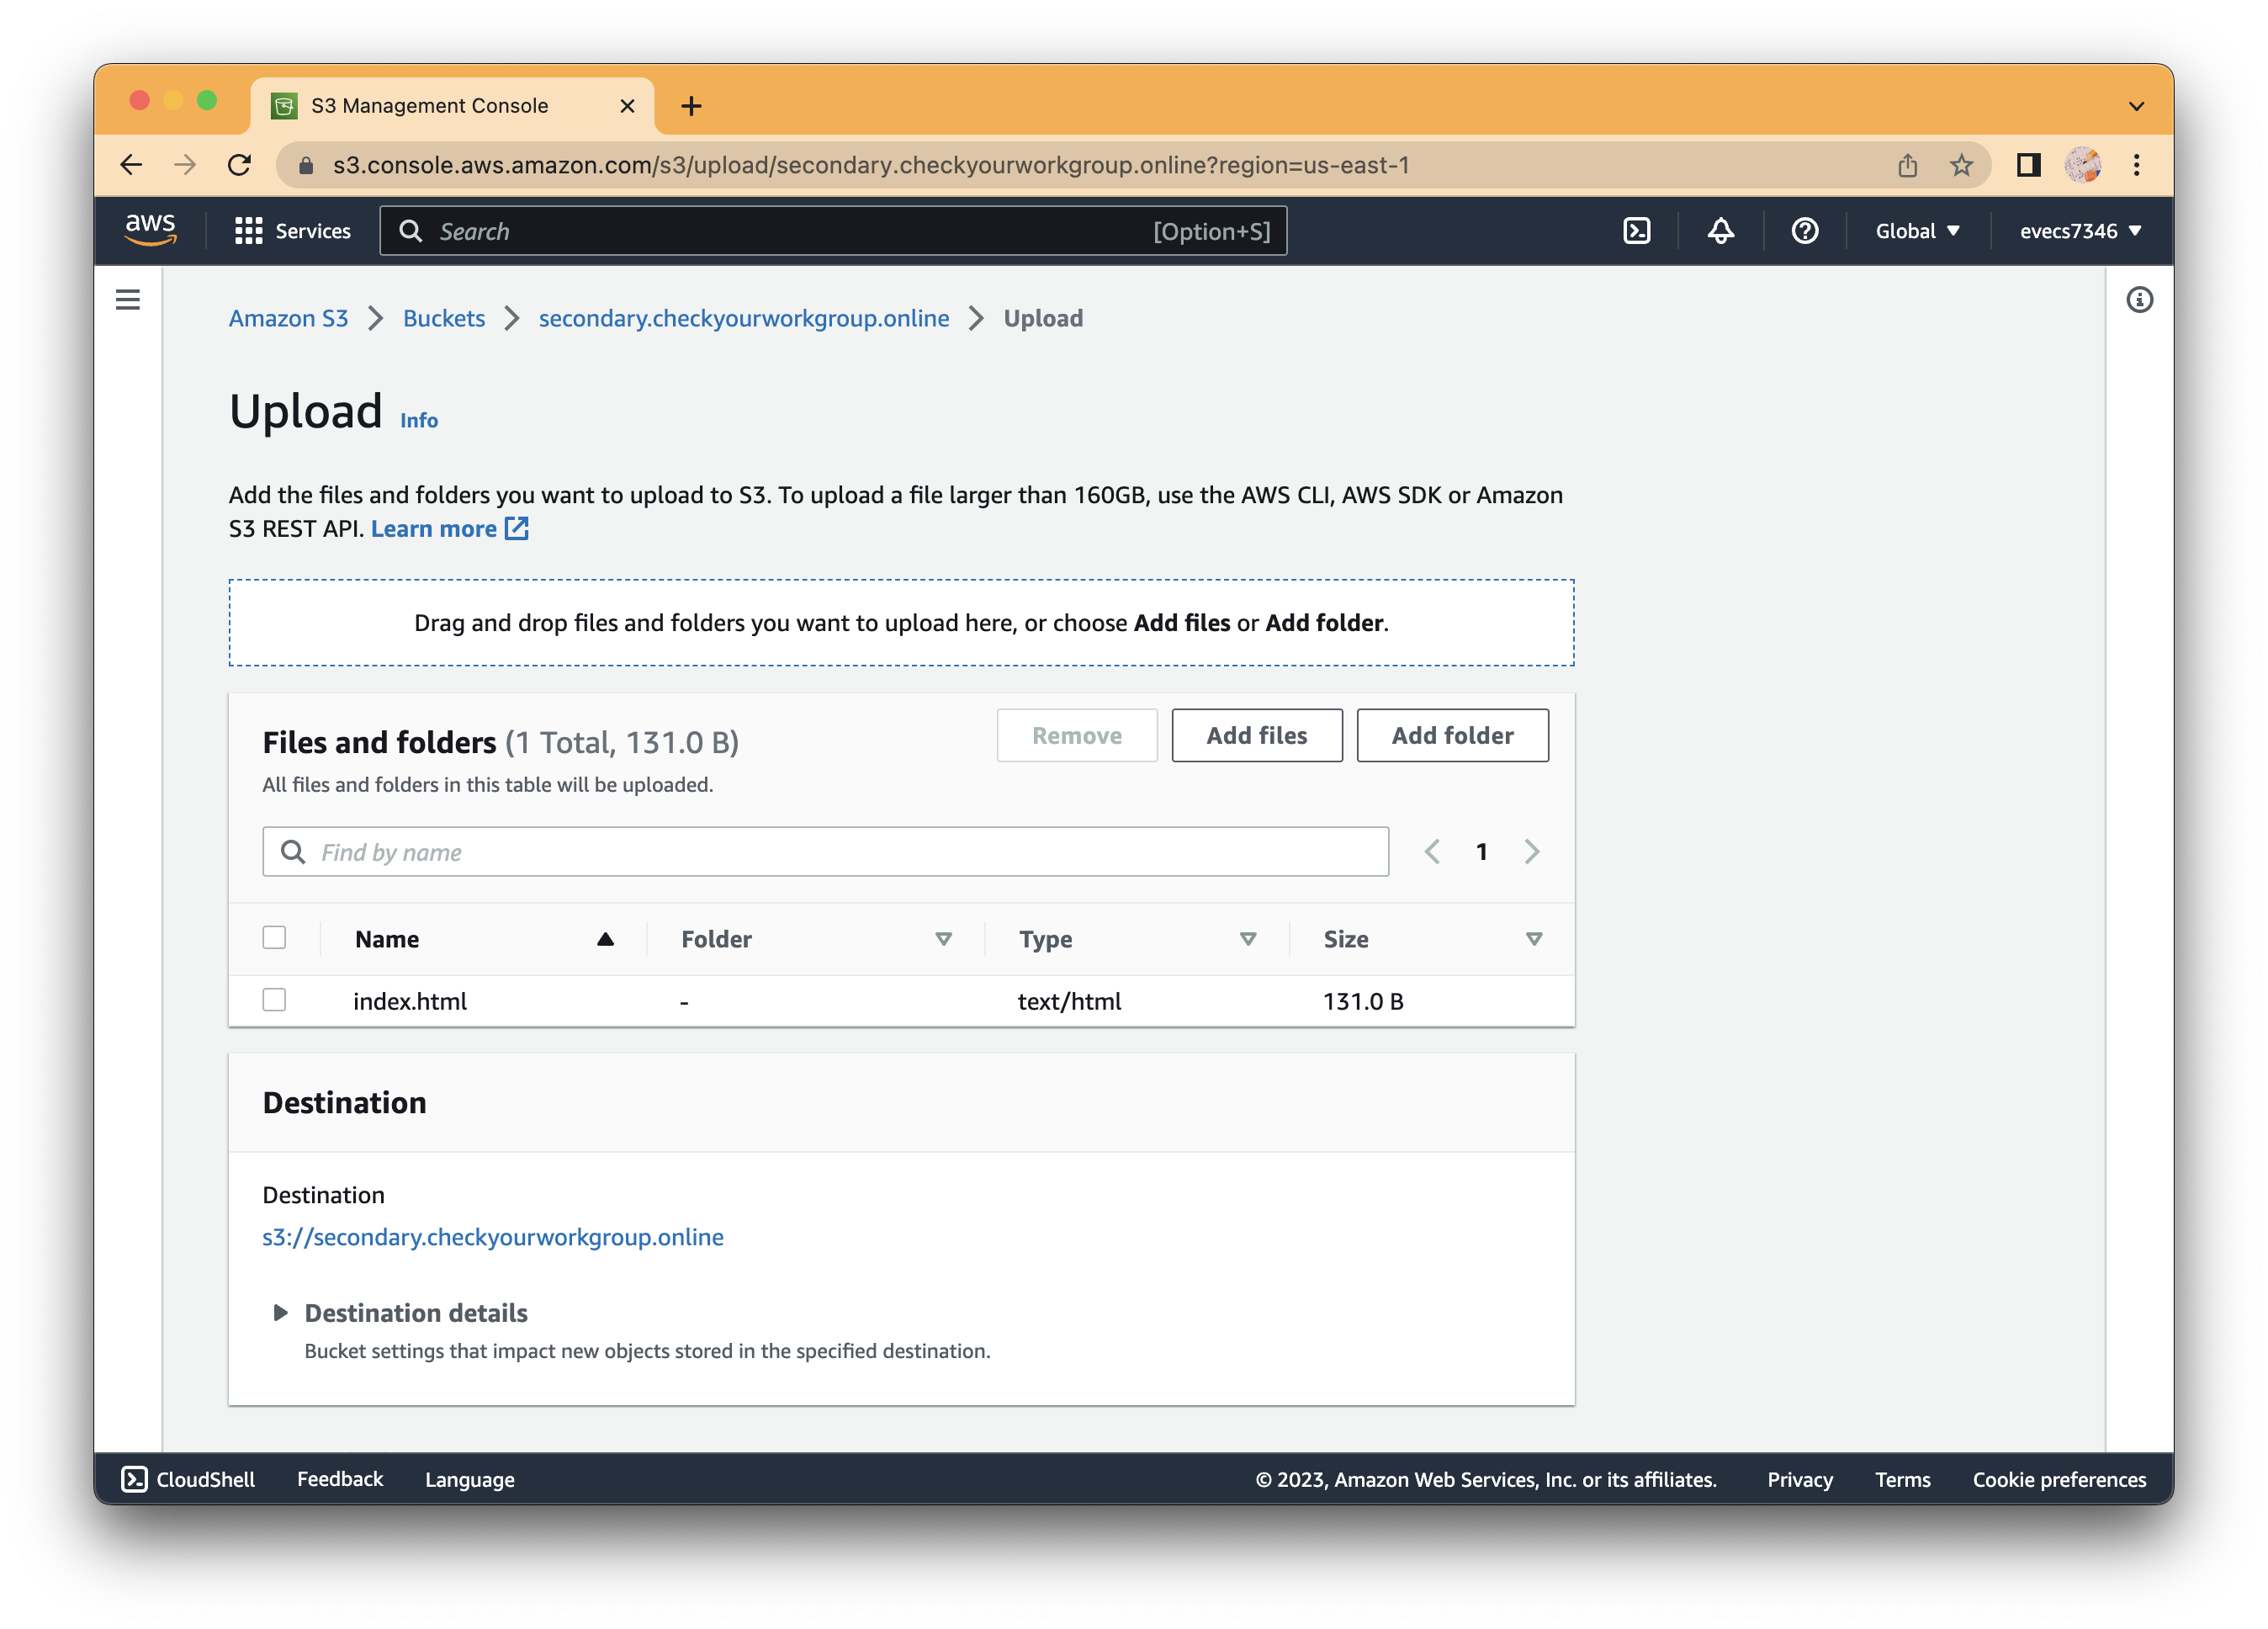 S3 Management Console
s3.console.aws.amazon.com/s3/upload/secondary.checkyourworkgroup.online?region=us-east-1
aws
Services
Search
[Option+S]
Global
evecs7346
Amazon S3
Buckets
secondary.checkyourworkgroup.online
Upload
Upload
Info
Add the files and folders you want to upload to S3. To upload a file larger than 160GB, use the AWS CLI, AWS SDK or Amazon
S3 REST API. Learn more
Drag and drop files and folders you want to upload here, or choose Add files or Add folder.
Files and folders (1 Total, 131.0 B)
Remove
Add files
Add folder
All files and folders in this table will be uploaded.
Find by name
1
Name
Folder
Type
Size
index.html
-
text/html
131.0 B
Destination
Destination
s3://secondary.checkyourworkgroup.online
Destination details
Bucket settings that impact new objects stored in the specified destination.
CloudShell
Feedback
Language
© 2023, Amazon Web Services, Inc. or its affiliates.
Privacy
Terms
Cookie preferences